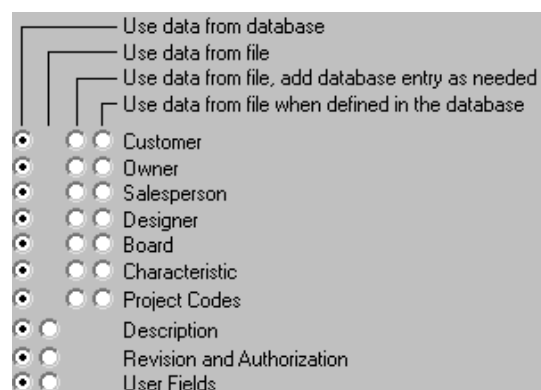 Use data from database
Use data from file
Use data from file, add database entry as needed
Use data from file when defined in the database
Customer
Owner
Salesperson
Designer
Board
Characteristic
Project Codes
Description
Revision and Authorization
User Fields